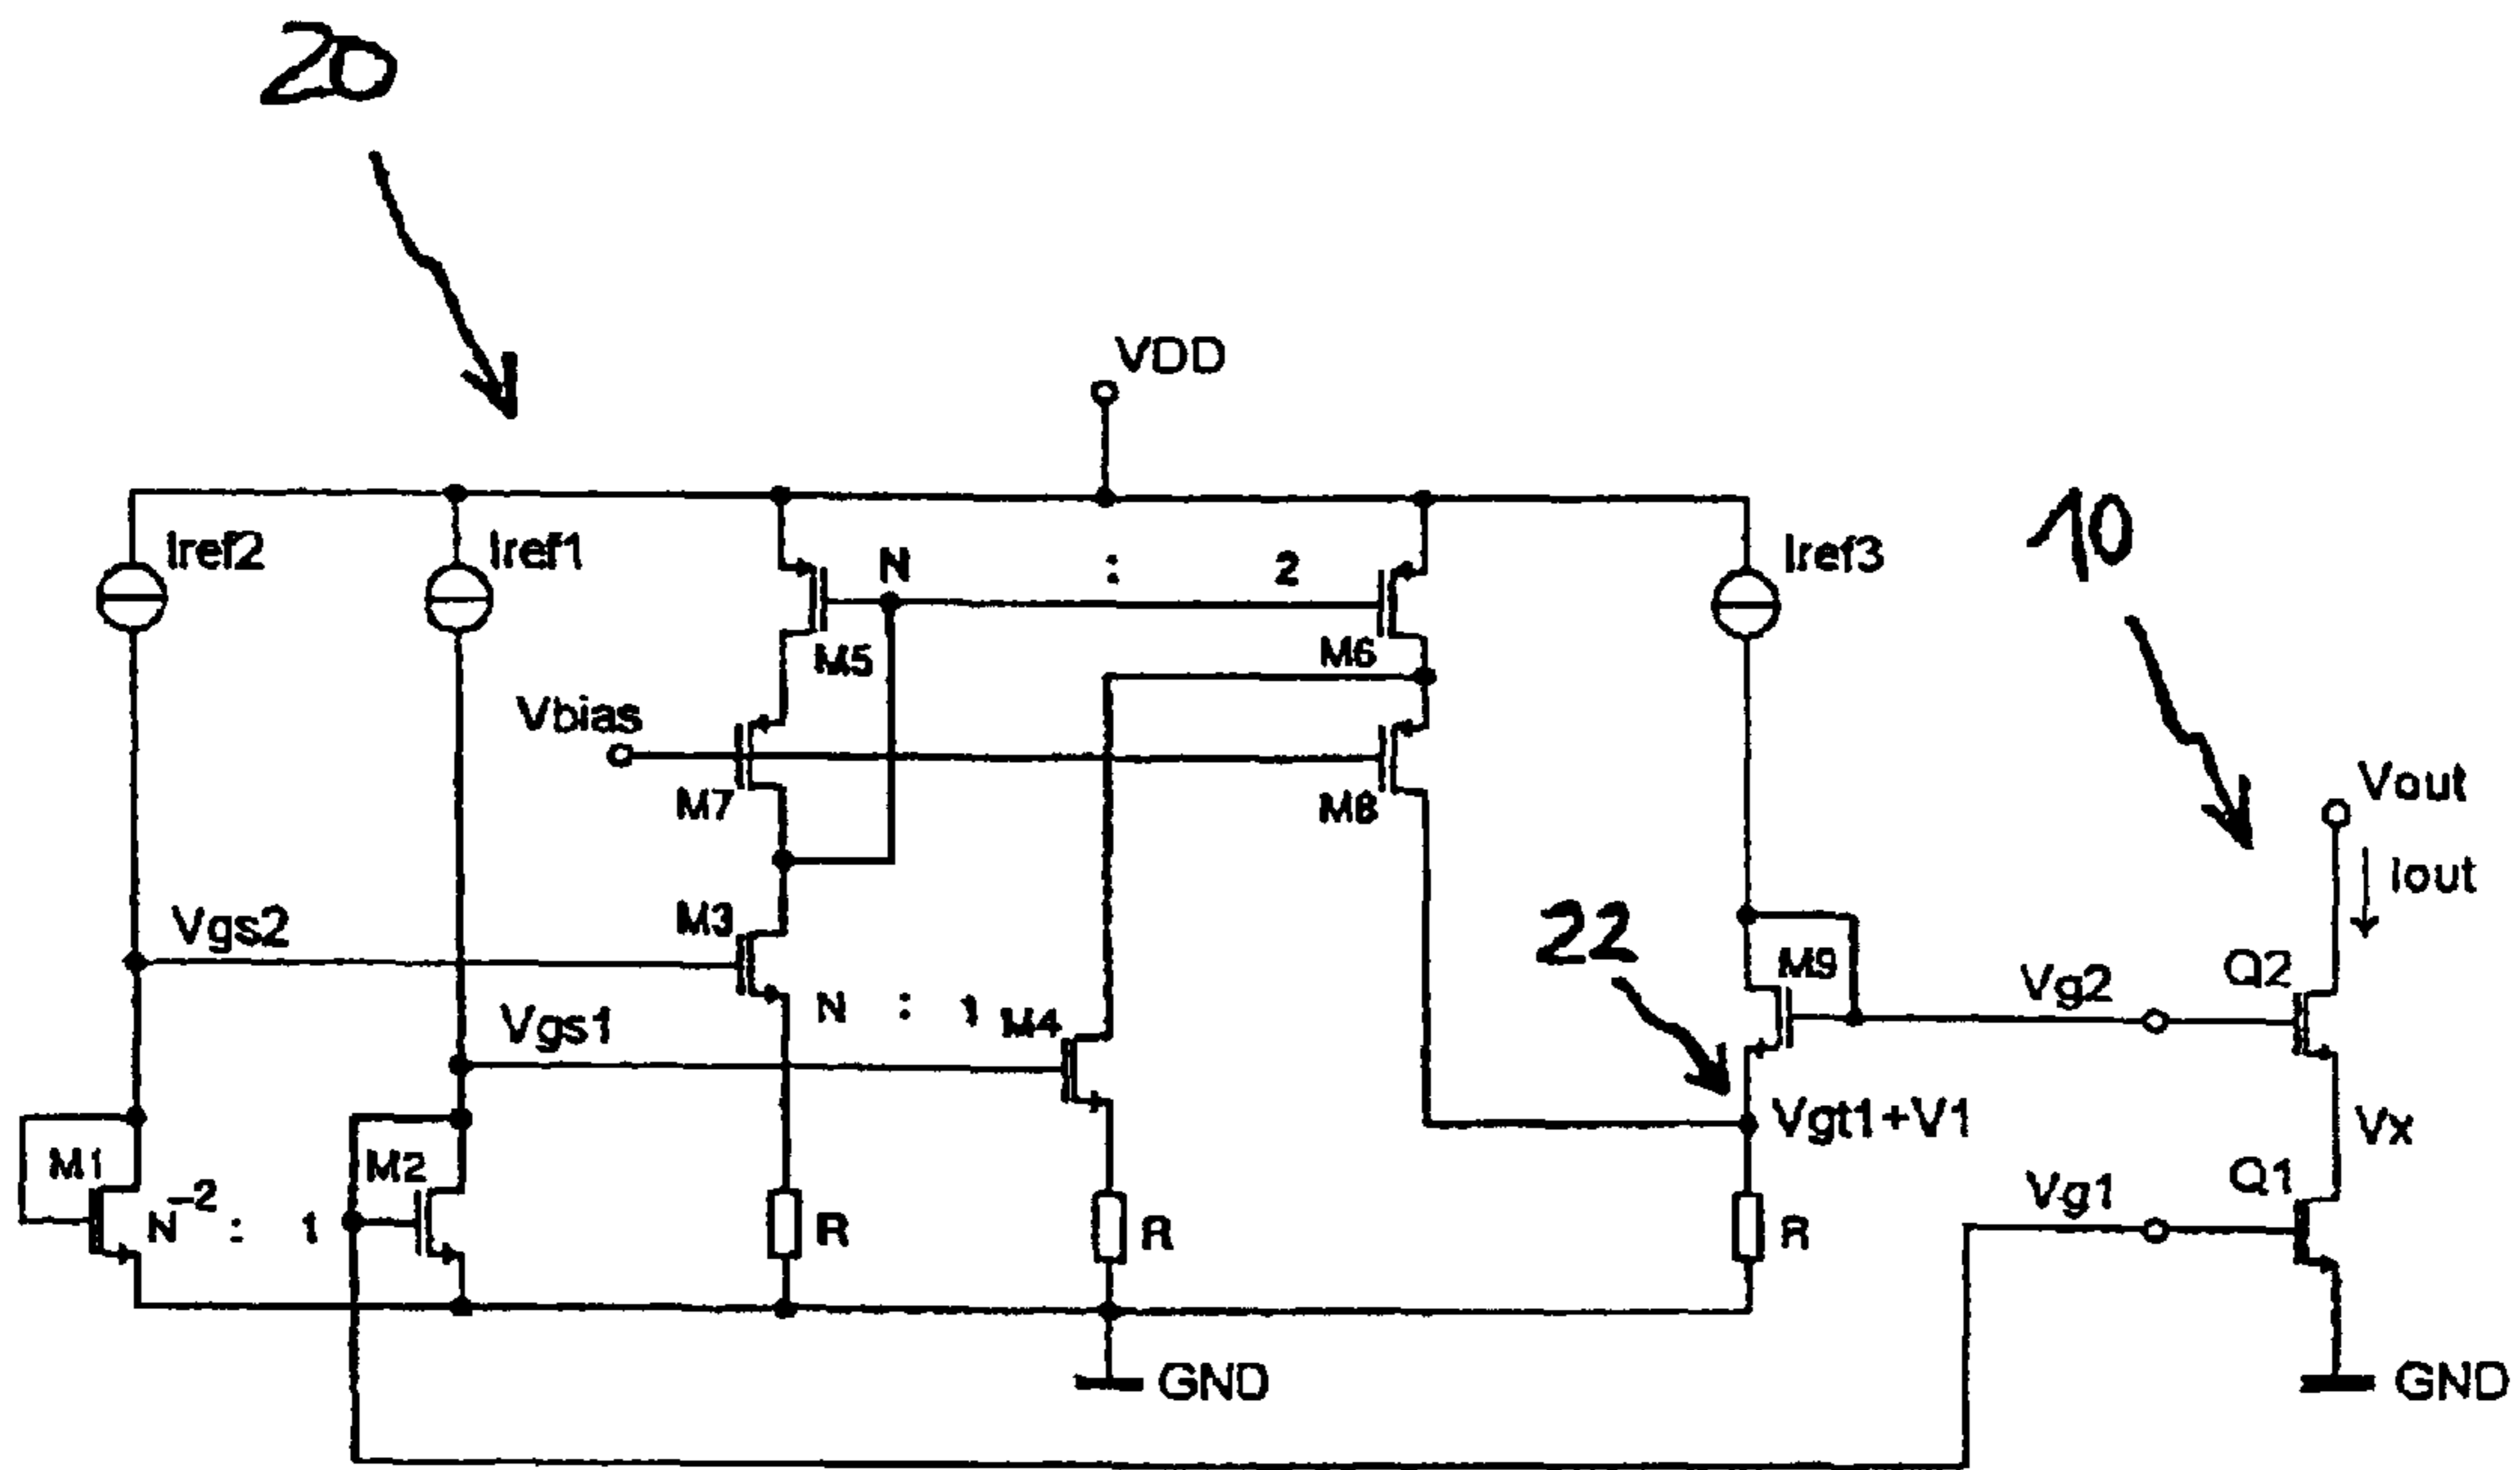 20
VDD
10
Iref2
Iref1
N : 2
Iref3
M5
M6
Vbias
M7
M8
Vout
Iout
Vgs2
M3
22
M9
Vg2
Q2
Vgs1
N : 1
M4
Vgt1+V1
Vx
M1
M2
N⁻² : 1
R
R
R
Vg1
Q1
GND
GND